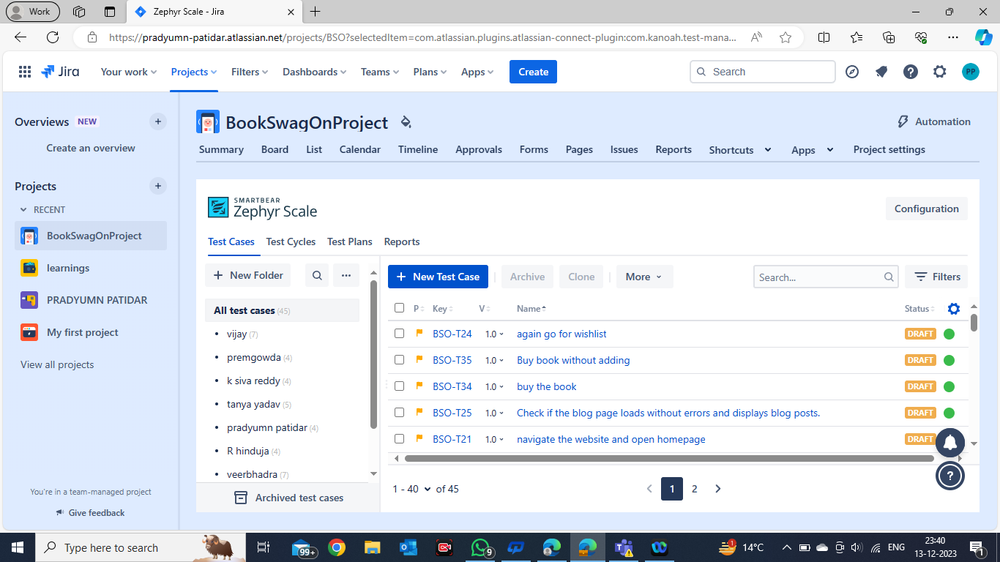 Work
Zephyr Scale - Jira
https://pradyumn-patidar.atlassian.net/projects/BSO?selectedItem=com.atlassian.plugins.atlassian-connect-plugin:com.kanoah.test-mana...
Jira Your work Projects Filters Dashboards Teams Plans Apps Create Search PP
Overviews NEW
Create an overview
Projects
RECENT
BookSwagOnProject
learnings
PRADYUMN PATIDAR
My first project
View all projects
You're in a team-managed project
Give feedback
BookSwagOnProject
Automation
Summary Board List Calendar Timeline Approvals Forms Pages Issues Reports Shortcuts Apps Project settings
SMARTBEAR
Zephyr Scale
Configuration
Test Cases Test Cycles Test Plans Reports
New Folder
All test cases (45)
vijay (7)
premgowda (4)
k siva reddy (4)
tanya yadav (5)
pradyumn patidar (4)
R hinduja (4)
veerbhadra (7)
Archived test cases
New Test Case Archive Clone More Search... Filters
P Key V Name Status
BSO-T24 1.0 again go for wishlist DRAFT
BSO-T35 1.0 Buy book without adding DRAFT
BSO-T34 1.0 buy the book DRAFT
BSO-T25 1.0 Check if the blog page loads without errors and displays blog posts. DRAFT
BSO-T21 1.0 navigate the website and open homepage DRAFT
1 - 40 of 45 1 2
Type here to search
99+
9
1
14°C
ENG
23:40
13-12-2023
1